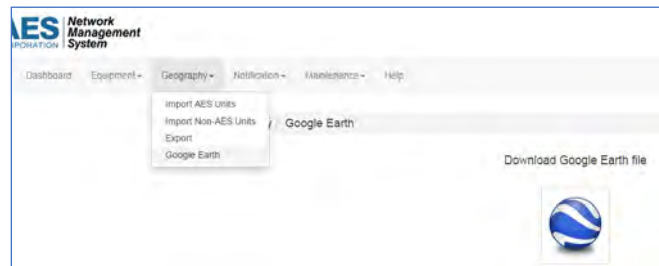 AES Network
Management
System
PORATION
Dashboard Equipment Geography Notification Maintenance Help
Import AES Units
Import Non-AES Units / Google Earth
Export
Google Earth
Download Google Earth file